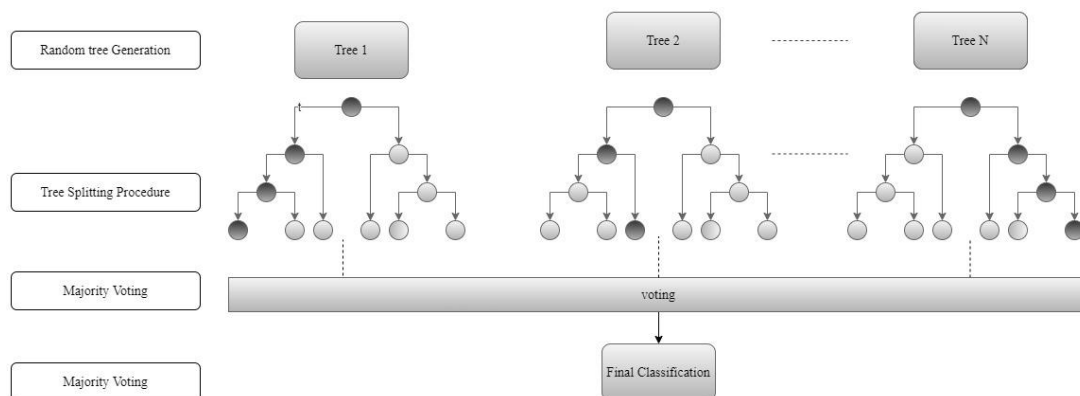 Random tree Generation
Tree 1
Tree 2
Tree N
t
Tree Splitting Procedure
Majority Voting
voting
Majority Voting
Final Classification